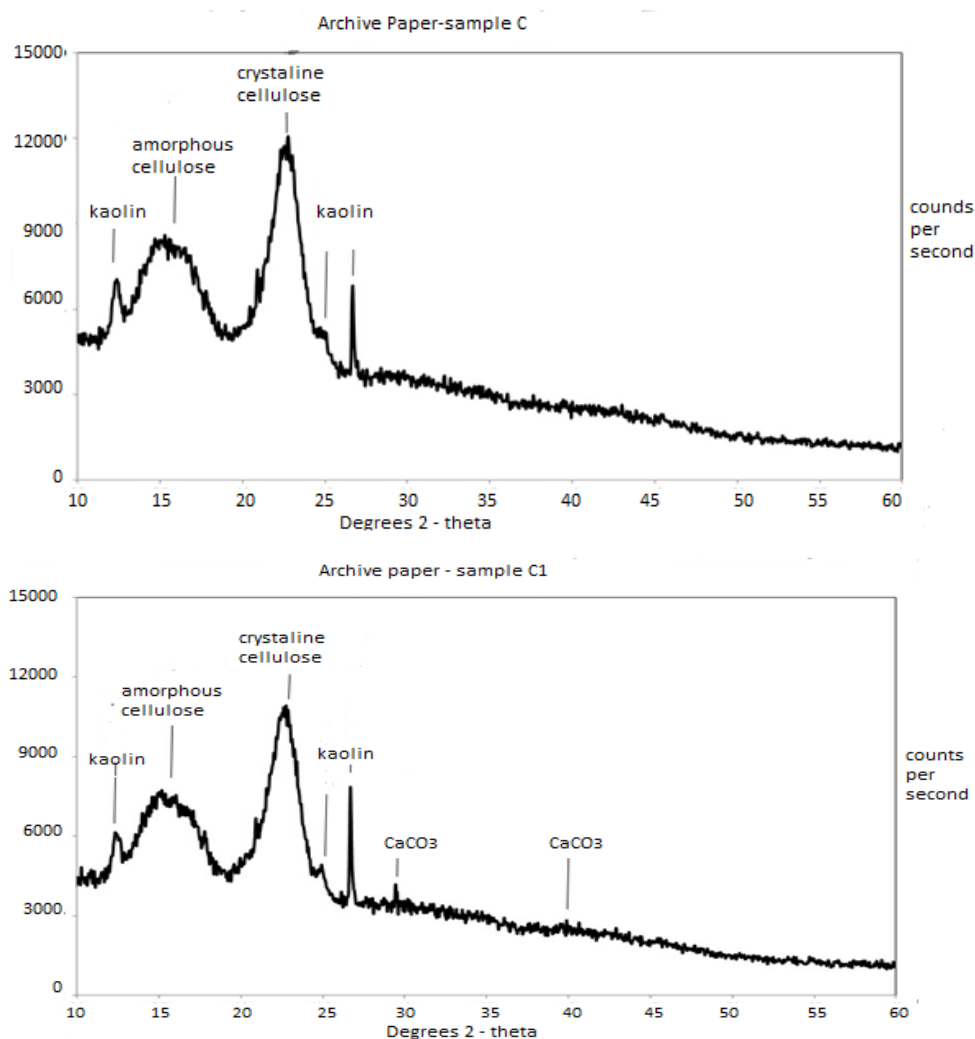 Archive Paper-sample C
15000
crystaline
cellulose
12000
amorphous
cellulose
kaolin
kaolin
9000
counds
per
second
6000
3000
0
10 15 20 25 30 35 40 45 50 55 60
Degrees 2 - theta
Archive paper - sample C1
15000
crystaline
cellulose
12000
amorphous
cellulose
kaolin
kaolin
9000
counts
per
second
6000
CaCO3
CaCO3
3000
0
10 15 20 25 30 35 40 45 50 55 60
Degrees 2 - theta